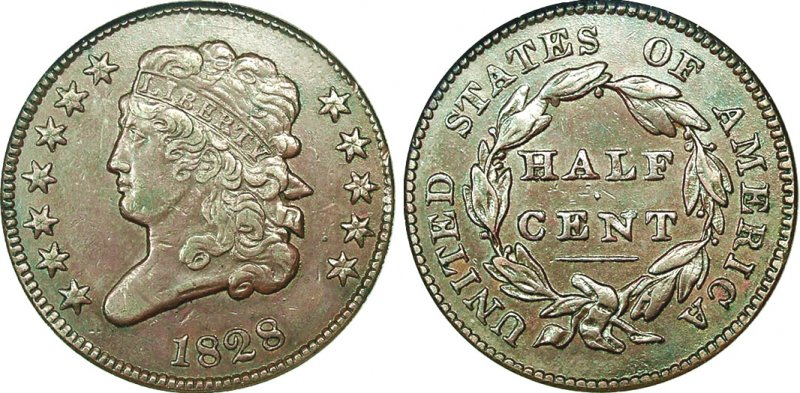 LIBERTY
1828
UNITED STATES OF AMERICA
HALF
CENT